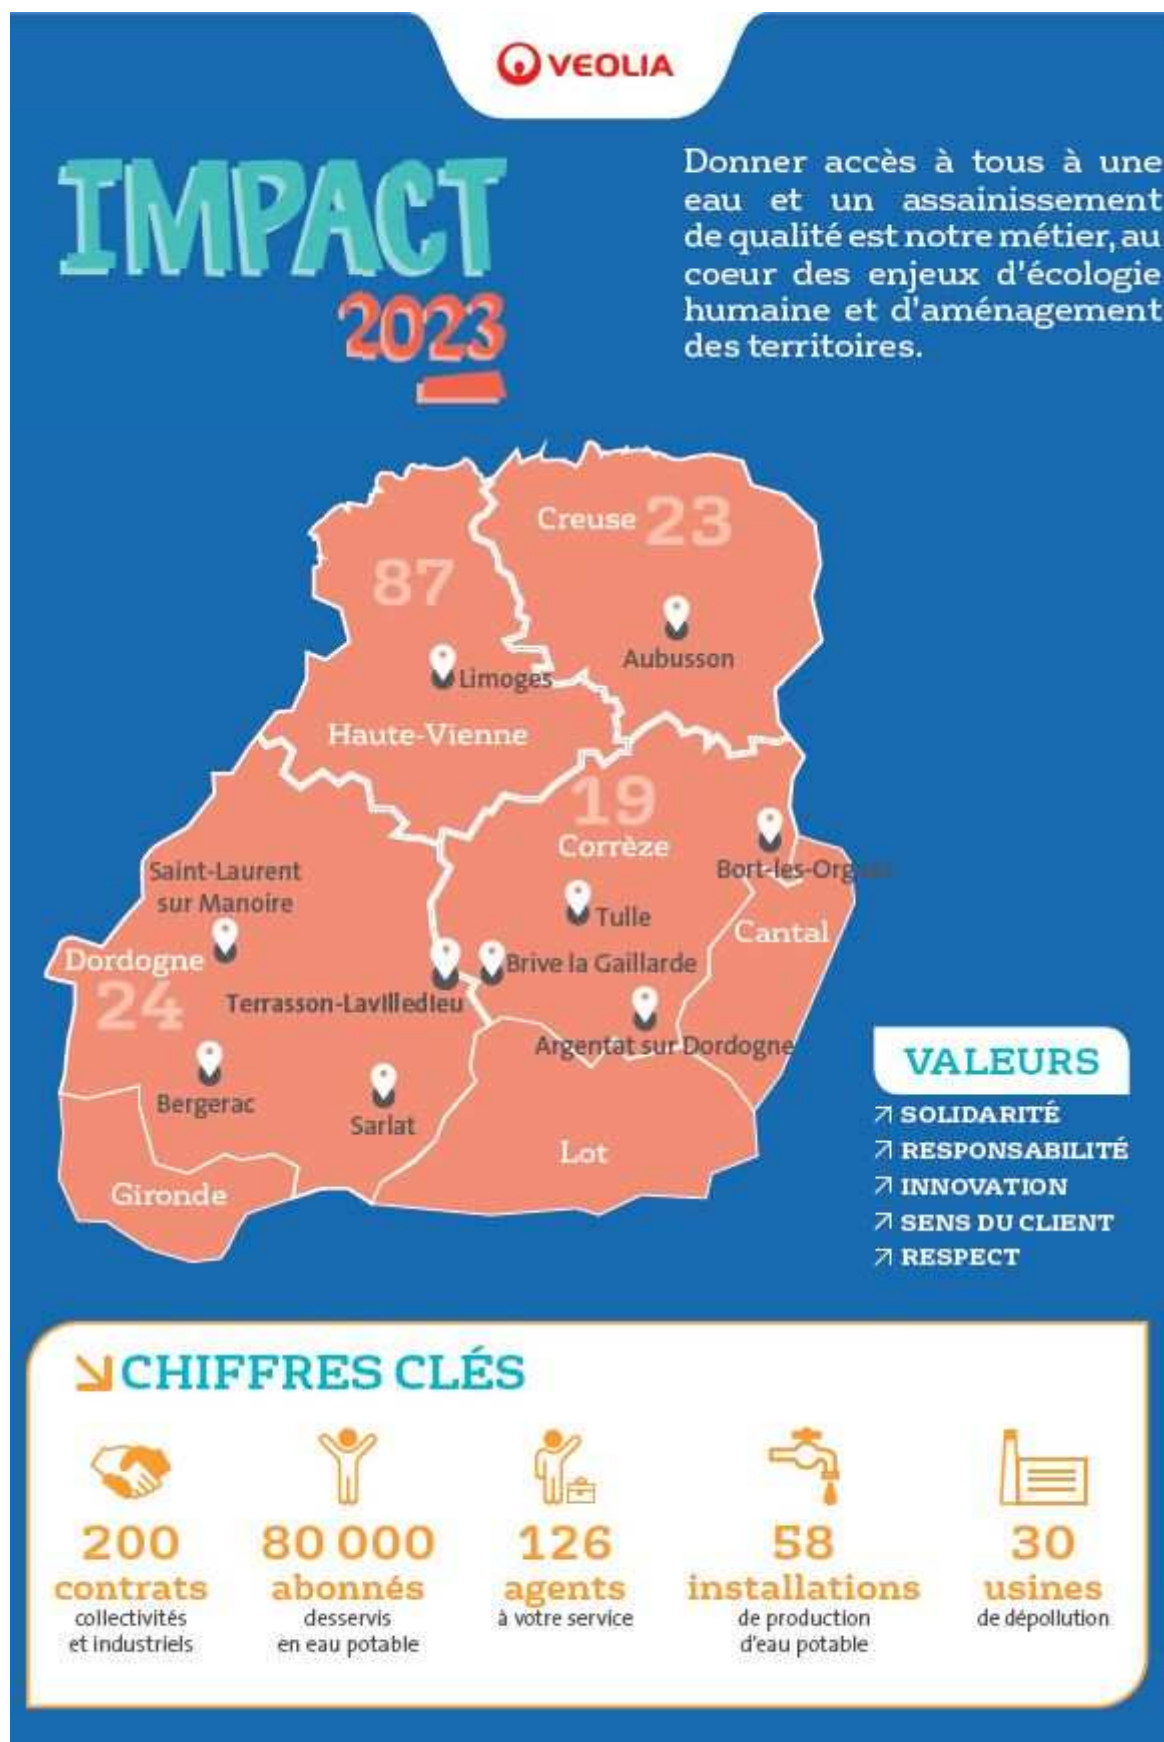 VEOLIA
IMPACT
2023
Donner accès à tous à une
eau et un assainissement
de qualité est notre métier, au
coeur des enjeux d'écologie
humaine et d'aménagement
des territoires.
Creuse 23
87
Aubusson
Limoges
Haute-Vienne
19
Corrèze
Saint-Laurent
sur Manoire
Tulle
Cantal
Dordogne
24
Brive la Gaillarde
Terrasson-Lavilledieu
Argentat sur Dordogne
Bergerac
Sarlat
Lot
Gironde
VALEURS
SOLIDARITÉ
RESPONSABILITÉ
INNOVATION
SENS DU CLIENT
RESPECT
CHIFFRES CLÉS
200
contrats
collectivités
et industriels
80 000
abonnés
desservis
en eau potable
126
agents
à votre service
58
installations
de production
d'eau potable
30
usines
de dépollution